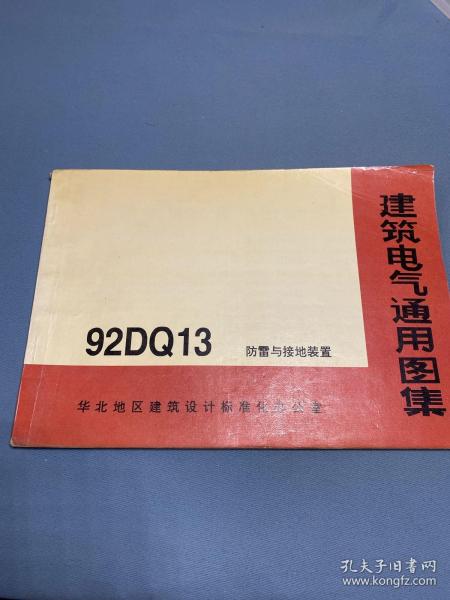 建筑电气通用图集
92DQ13 防雷与接地装置
华北地区建筑设计标准化办公室
孔夫子旧书网
www.kongfz.com